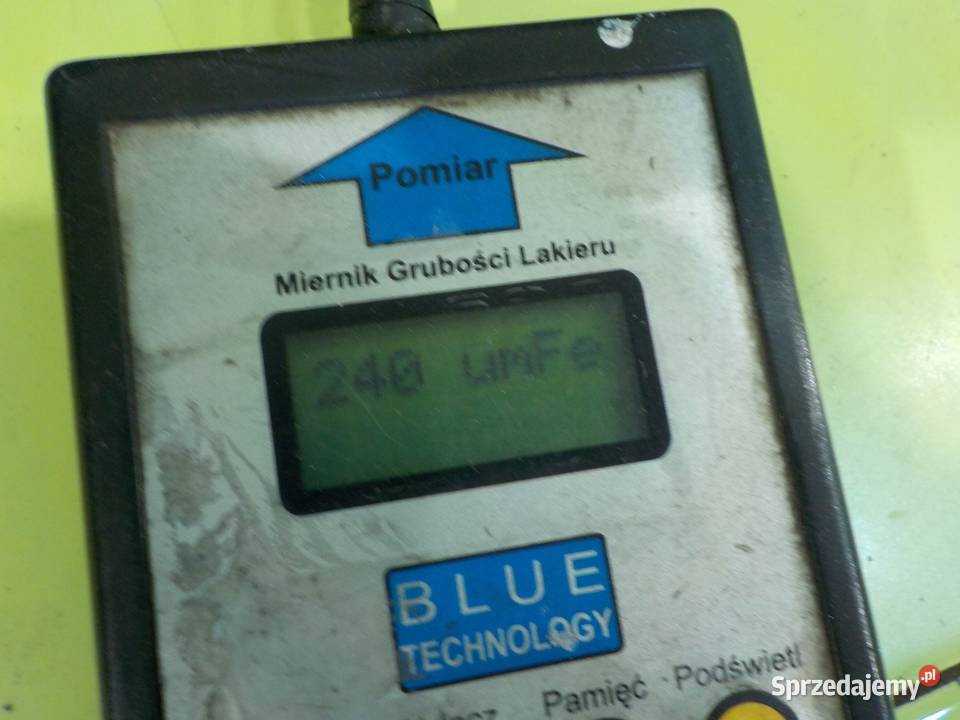 Pomiar
Miernik Grubości Lakieru
240 umFe
BLUE
TECHNOLOGY
Pamięć · Podświetl
Sprzedajemy.pl